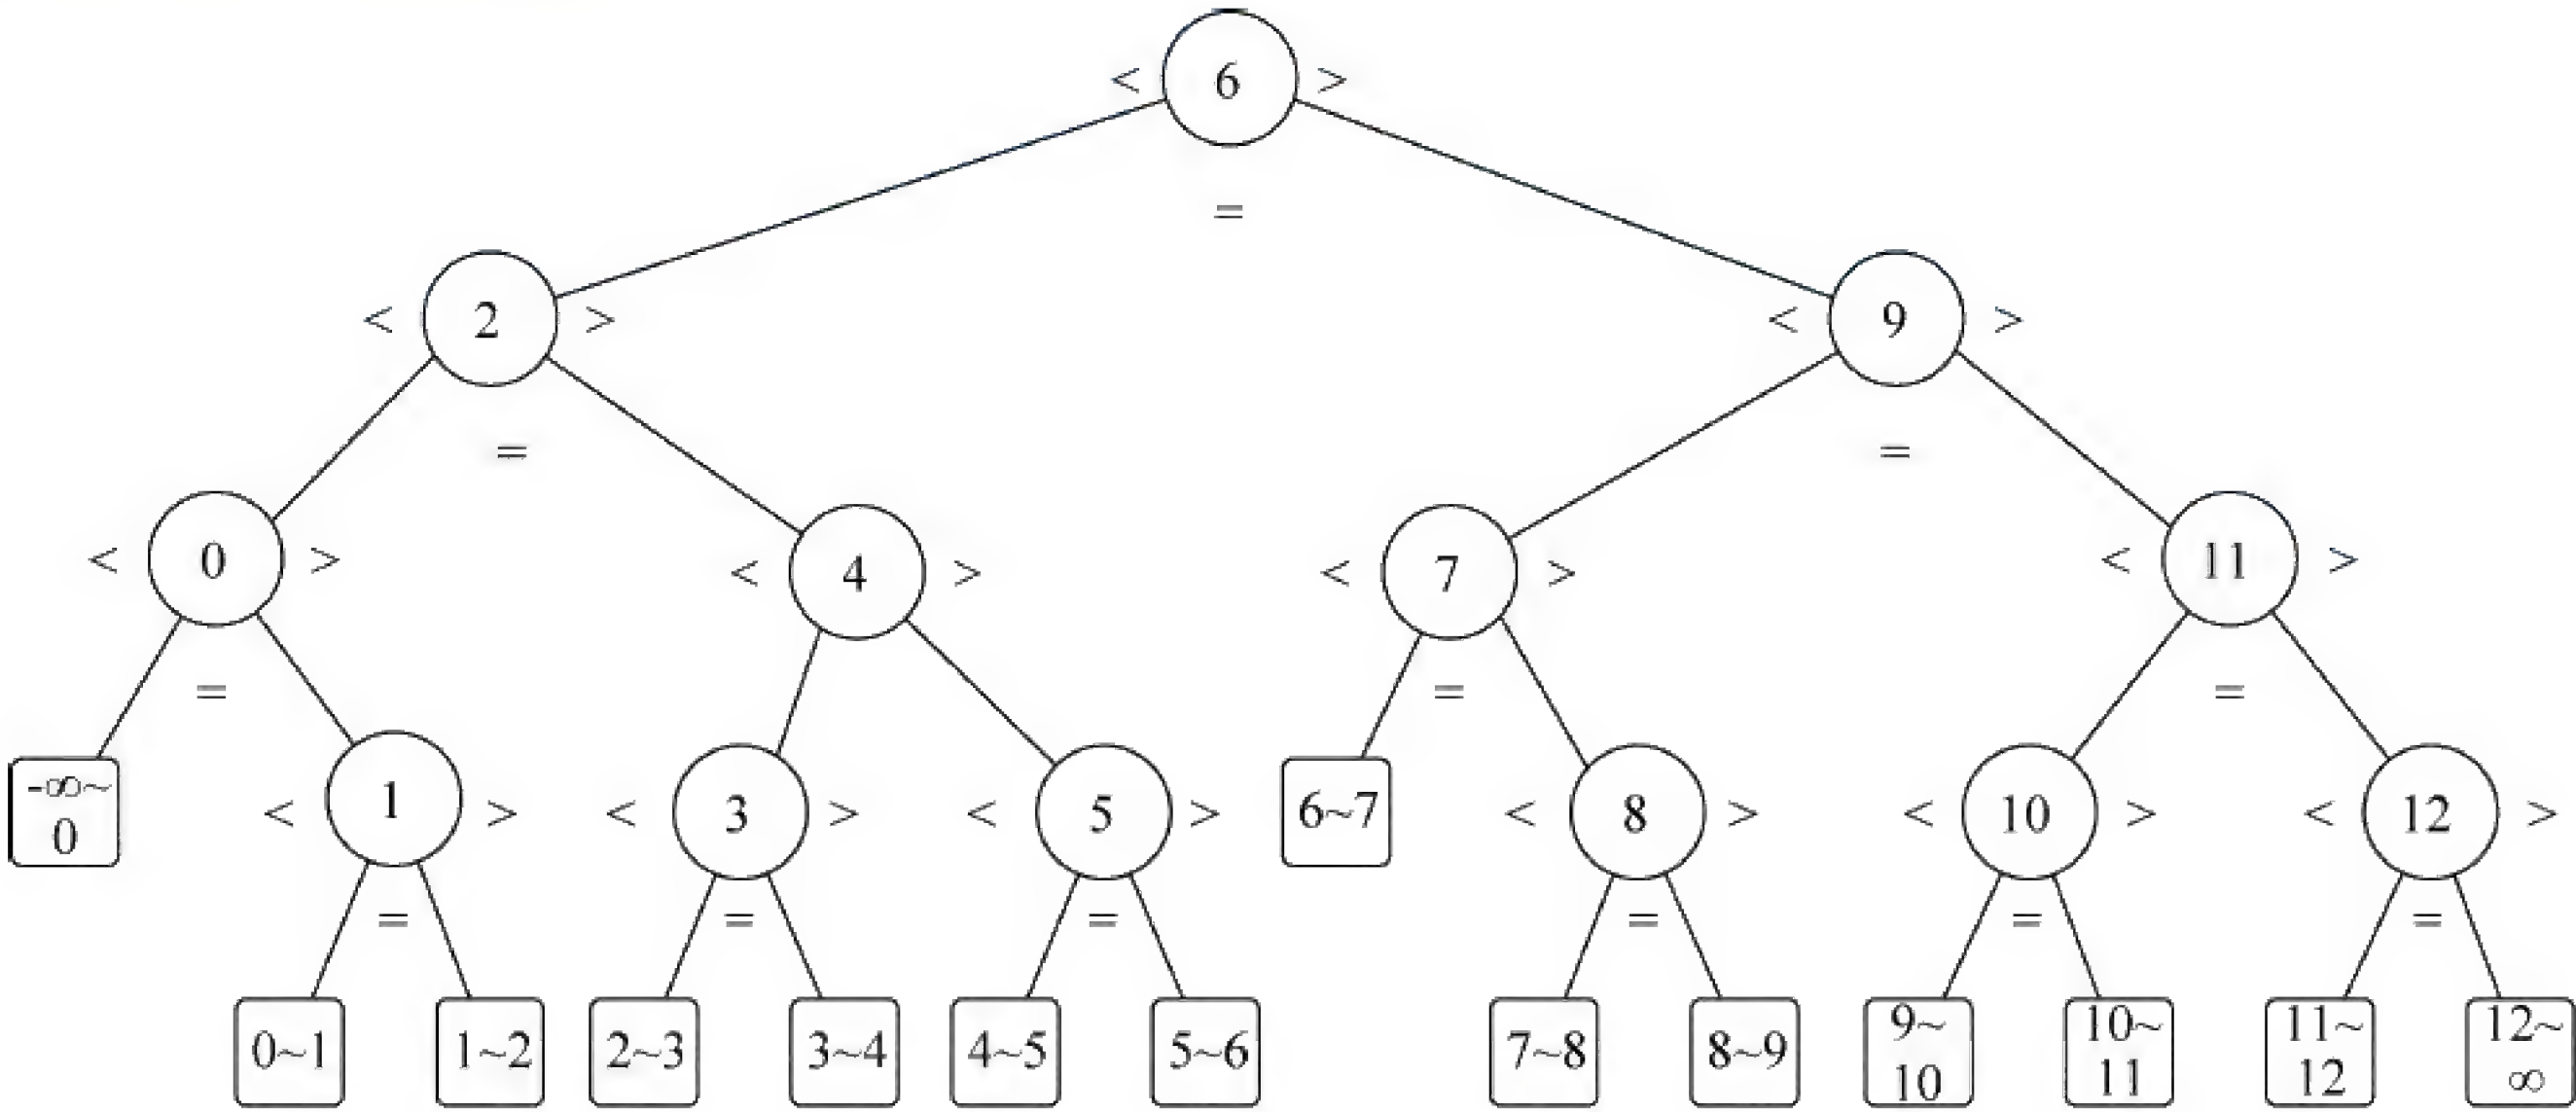 < 6 >
=
< 2 >
< 9 >
=
=
< 0 >
< 4 >
< 7 >
< 11 >
=
=
=
-∞~
0
< 1 >
< 3 >
< 5 >
6~7
< 8 >
< 10 >
< 12 >
=
=
=
=
=
=
0~1
1~2
2~3
3~4
4~5
5~6
7~8
8~9
9~
10
10~
11
11~
12
12~
∞